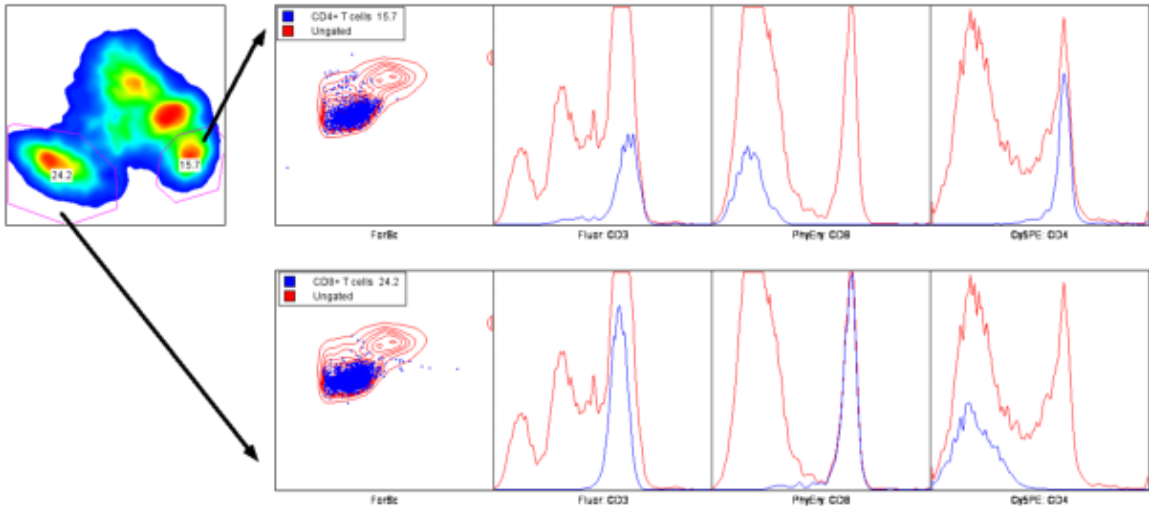 24.2
15.7
CD4+ T cells 15.7
Ungated
ForSc
Fluor: CD3
PhyEry: CD8
Cy5PE: CD4
CD8+ T cells 24.2
Ungated
ForSc
Fluor: CD3
PhyEry: CD8
Cy5PE: CD4